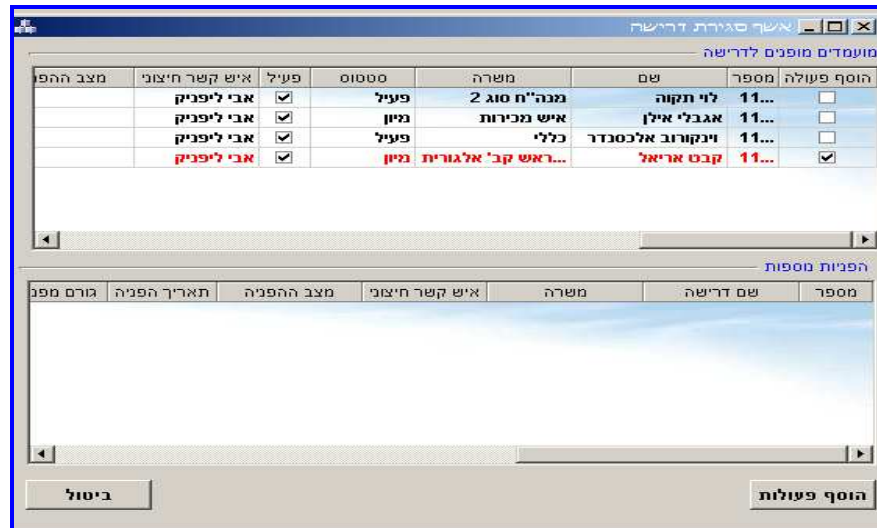 אשף סגירת דרישה
מועמדים מופנים לדרישה
הוסף פעולה מספר שם משרה סטטוס פעיל איש קשר חיצוני מצב ההפנ
11... לוי תקוה מנה"ח סוג 2 פעיל אבי ליפניק
11... אגבלי אילן איש מכירות מיון אבי ליפניק
11... וינקורוב אלכסנדר כללי פעיל אבי ליפניק
11... קבט אריאל ראש קב' אלגורית... מיון אבי ליפניק
הפניות נוספות
מספר שם דרישה משרה איש קשר חיצוני מצב ההפניה תאריך הפניה גורם מפנ
הוסף פעולות ביטול